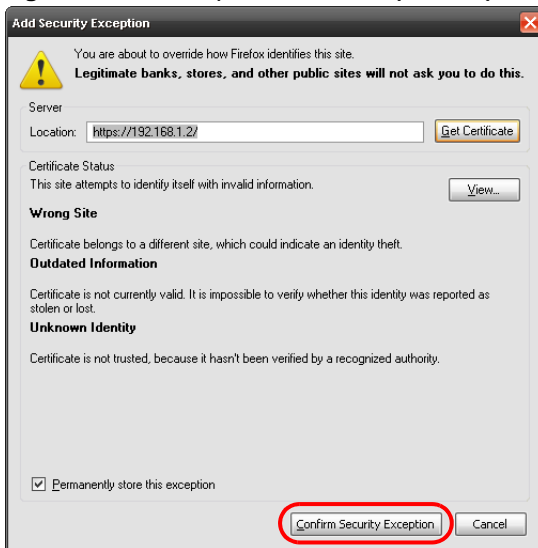 Add Security Exception
You are about to override how Firefox identifies this site.
Legitimate banks, stores, and other public sites will not ask you to do this.
Server
Location: https://192.168.1.2/ Get Certificate
Certificate Status
This site attempts to identify itself with invalid information. View...
Wrong Site
Certificate belongs to a different site, which could indicate an identity theft.
Outdated Information
Certificate is not currently valid. It is impossible to verify whether this identity was reported as
stolen or lost.
Unknown Identity
Certificate is not trusted, because it hasn't been verified by a recognized authority.
Permanently store this exception
Confirm Security Exception Cancel